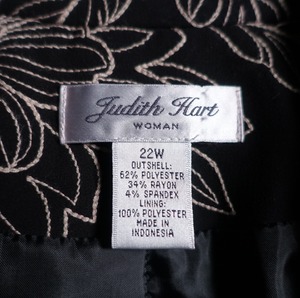 Judith Hart
WOMAN
22W
OUTSHELL:
62% POLYESTER
34% RAYON
4% SPANDEX
LINING:
100% POLYESTER
MADE IN
INDONESIA